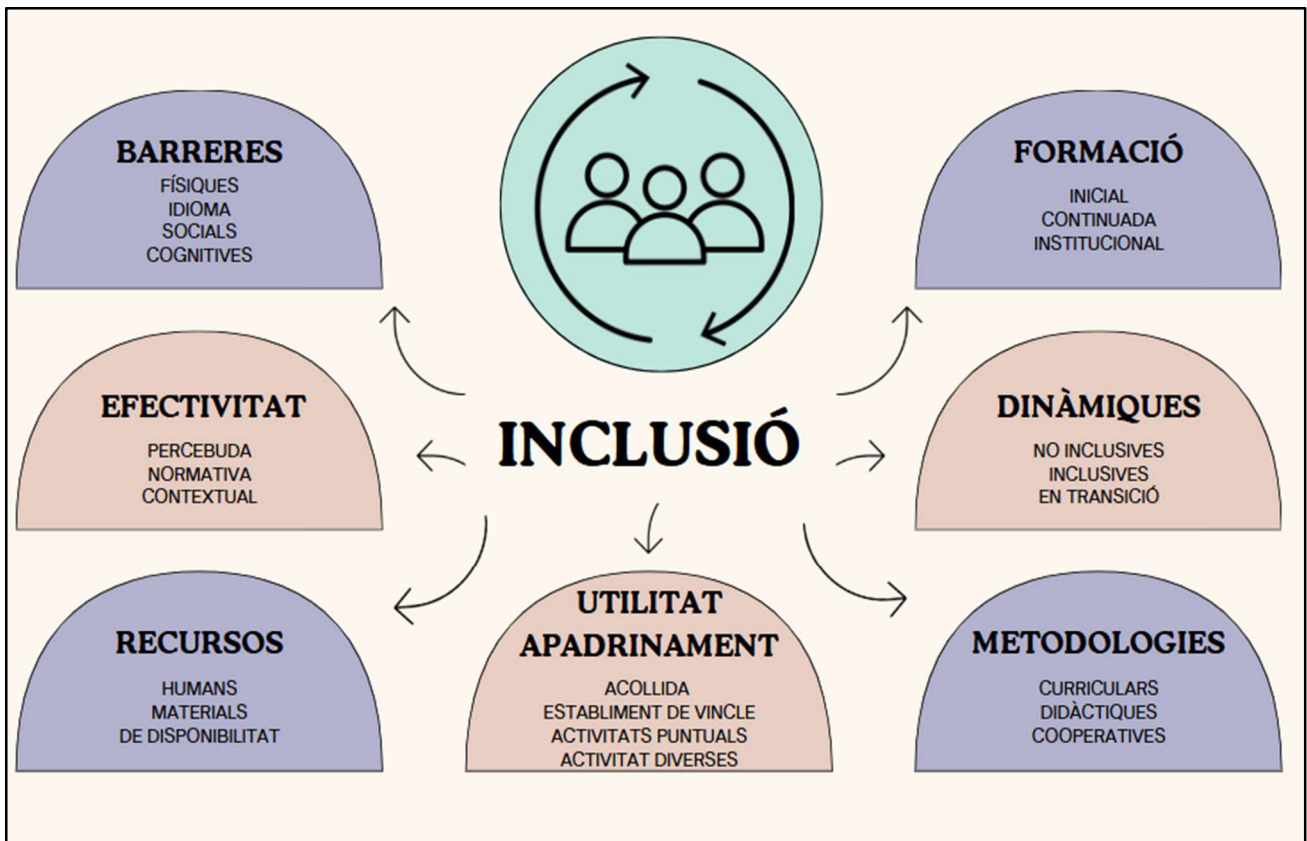 BARRERES
FÍSIQUES
IDIOMA
SOCIALS
COGNITIVES
FORMACIÓ
INICIAL
CONTINUADA
INSTITUCIONAL
INCLUSIÓ
EFECTIVITAT
PERCEBUDA
NORMATIVA
CONTEXTUAL
DINÀMIQUES
NO INCLUSIVES
INCLUSIVES
EN TRANSICIÓ
RECURSOS
HUMANS
MATERIALS
DE DISPONIBILITAT
UTILITAT
APADRINAMENT
ACOLLIDA
ESTABLIMENT DE VINCLE
ACTIVITATS PUNTUALS
ACTIVITAT DIVERSES
METODOLOGIES
CURRICULARS
DIDÀCTIQUES
COOPERATIVES